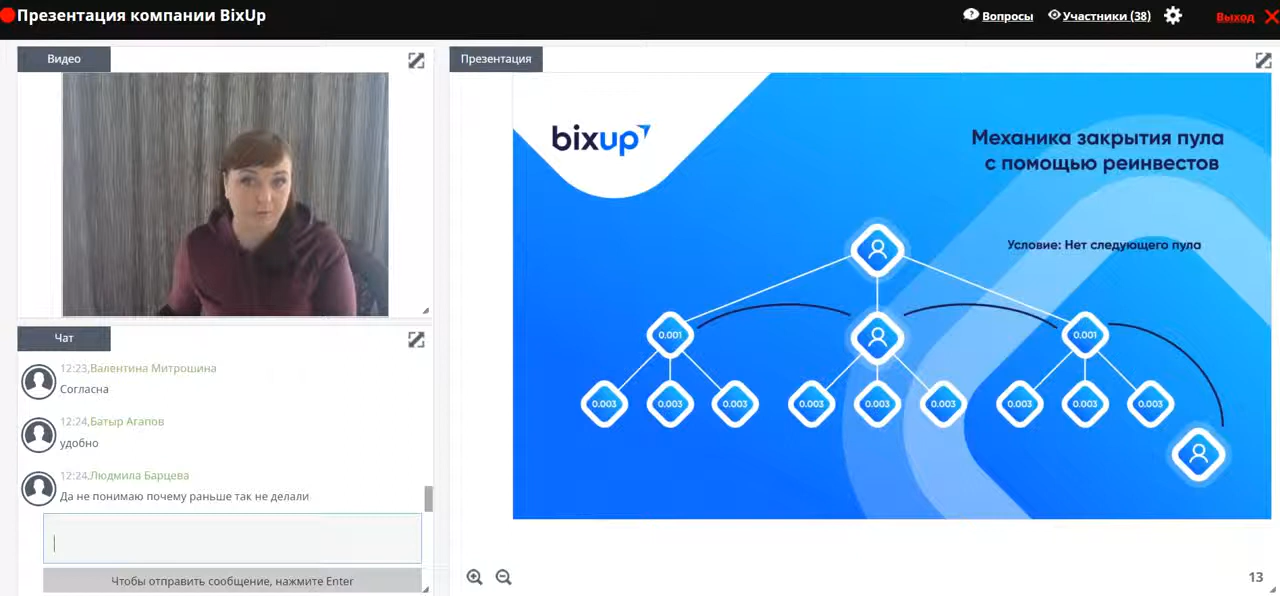 Презентация компании BixUp
Вопросы
Участники (38)
Выход
Видео
Презентация
bixup
Механика закрытия пула
с помощью реинвестов
Условие: Нет следующего пула
0.001
0.001
0.003
0.003
0.003
0.003
0.003
0.003
0.003
0.003
0.003
Чат
12:23,Валентина Митрошина
Согласна
12:24,Батыр Агапов
удобно
12:24,Людмила Барцева
Да не понимаю почему раньше так не делали
Чтобы отправить сообщение, нажмите Enter
13